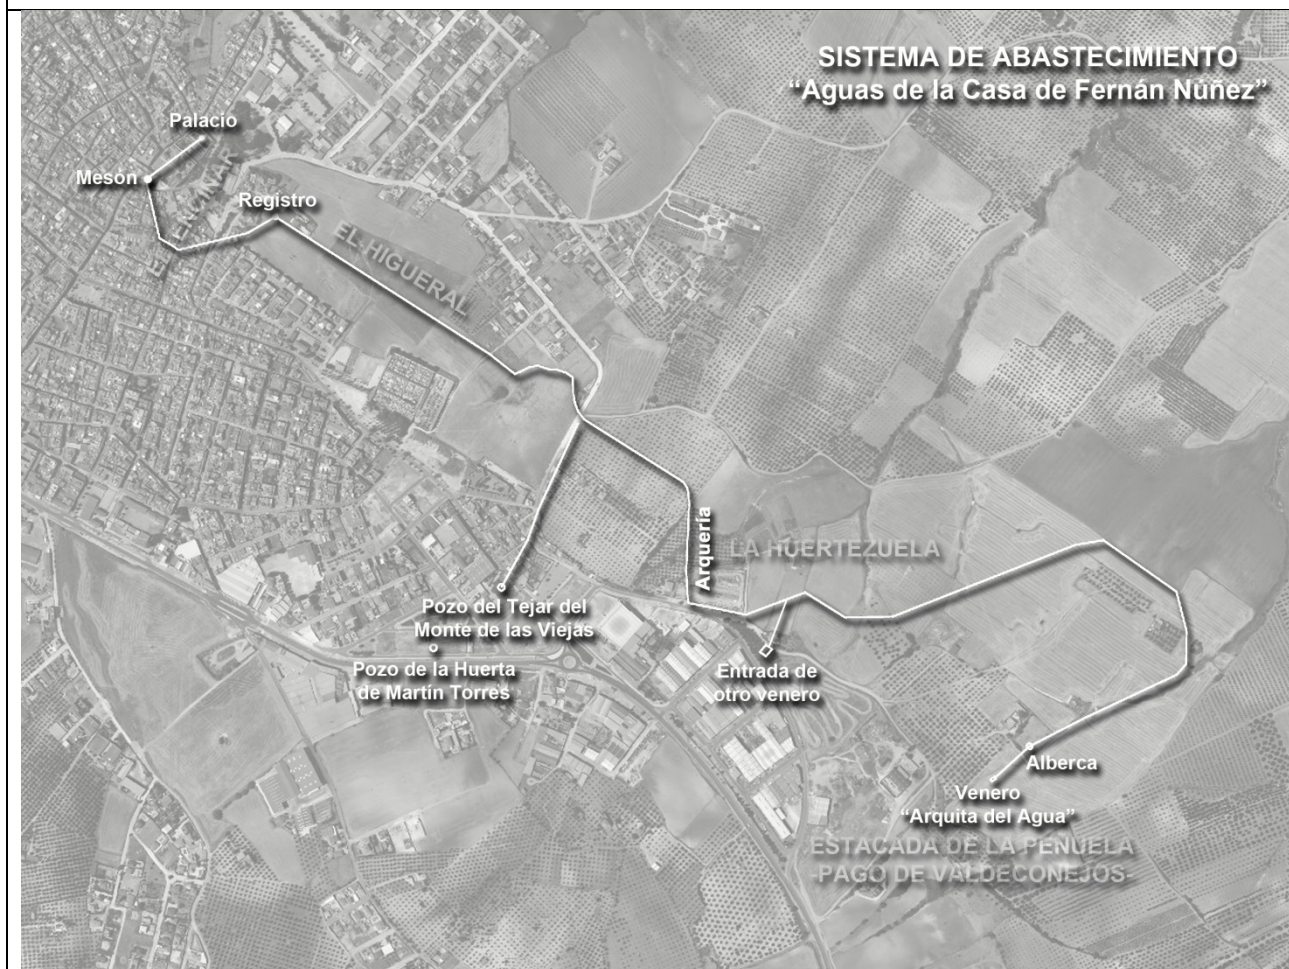 SISTEMA DE ABASTECIMIENTO
“Aguas de la Casa de Fernán Núñez”
Palacio
Mesón
EL ENCINAR
Registro
EL HIGUERAL
Arquería
LA HUERTEZUELA
Pozo del Tejar del
Monte de las Viejas
Pozo de la Huerta
de Martín Torres
Entrada de
otro venero
Alberca
Venero
“Arquita del Agua”
ESTACADA DE LA PEÑUELA
-PAGO DE VALDECONEJOS-